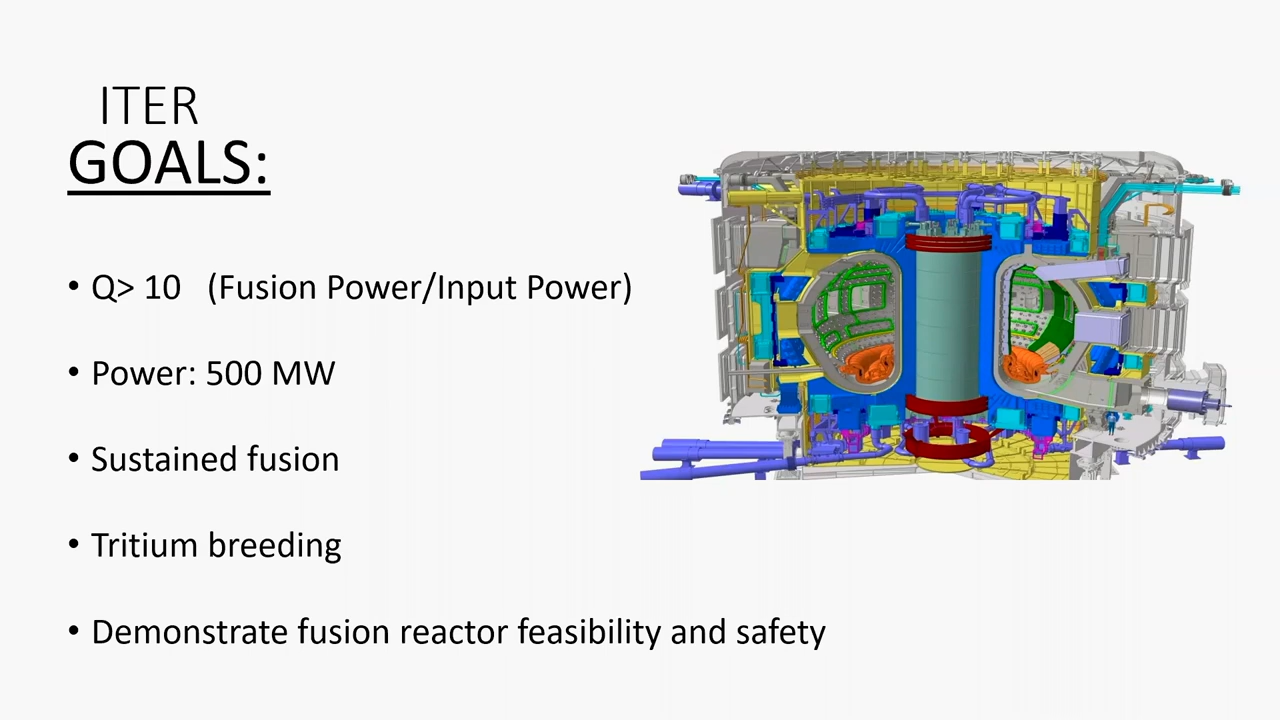 ITER
GOALS:
• Q> 10 (Fusion Power/Input Power)
• Power: 500 MW
• Sustained fusion
• Tritium breeding
• Demonstrate fusion reactor feasibility and safety